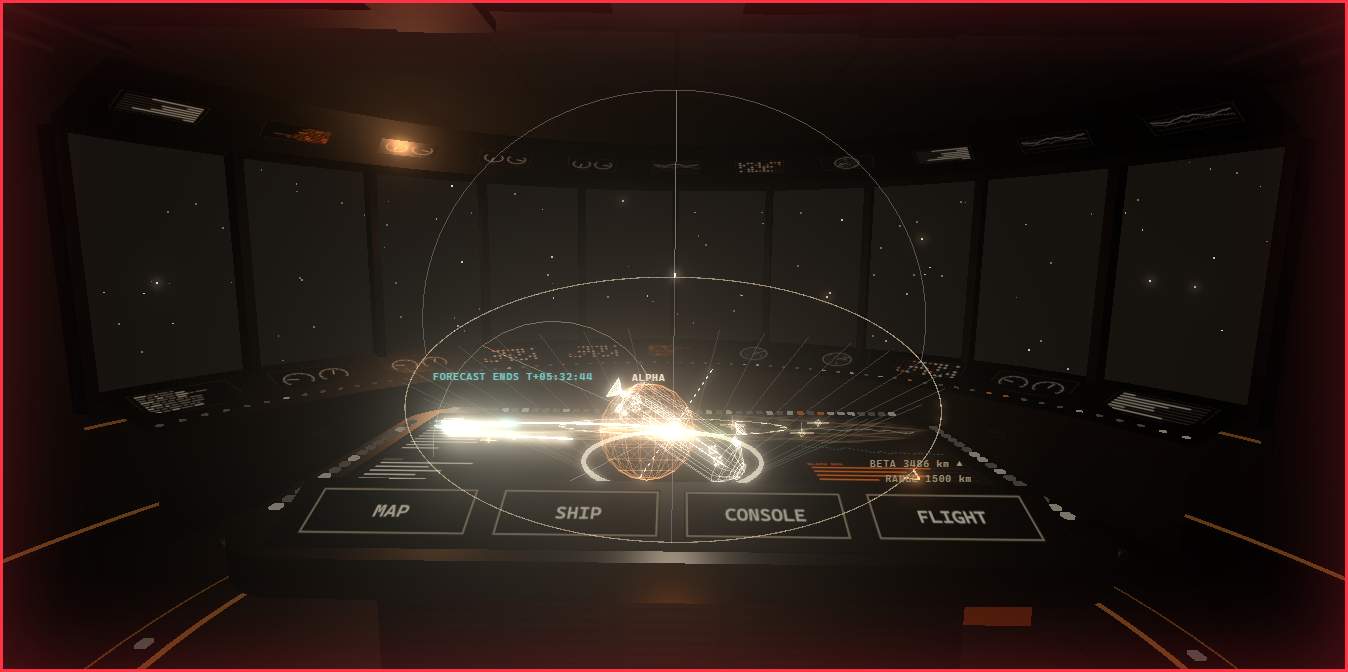 FORECAST ENDS T+05:32:44
ALPHA
BETA 3486 km ▲
RANGE 1500 km
MAP
SHIP
CONSOLE
FLIGHT